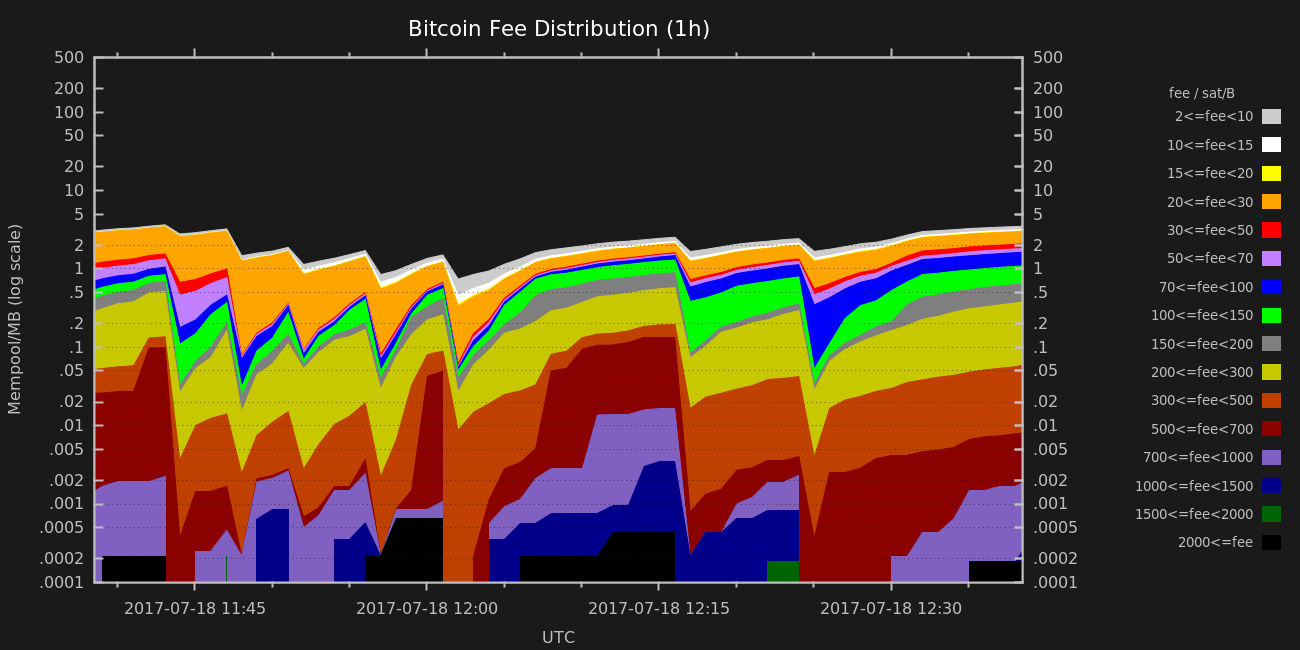 Bitcoin Fee Distribution (1h)
Mempool/MB (log scale)
500
200
100
50
20
10
5
2
1
.5
.2
.1
.05
.02
.01
.005
.002
.001
.0005
.0002
.0001
500
200
100
50
20
10
5
2
1
.5
.2
.1
.05
.02
.01
.005
.002
.001
.0005
.0002
.0001
2017-07-18 11:45
2017-07-18 12:00
2017-07-18 12:15
2017-07-18 12:30
UTC
fee / sat/B
2<=fee<10
10<=fee<15
15<=fee<20
20<=fee<30
30<=fee<50
50<=fee<70
70<=fee<100
100<=fee<150
150<=fee<200
200<=fee<300
300<=fee<500
500<=fee<700
700<=fee<1000
1000<=fee<1500
1500<=fee<2000
2000<=fee